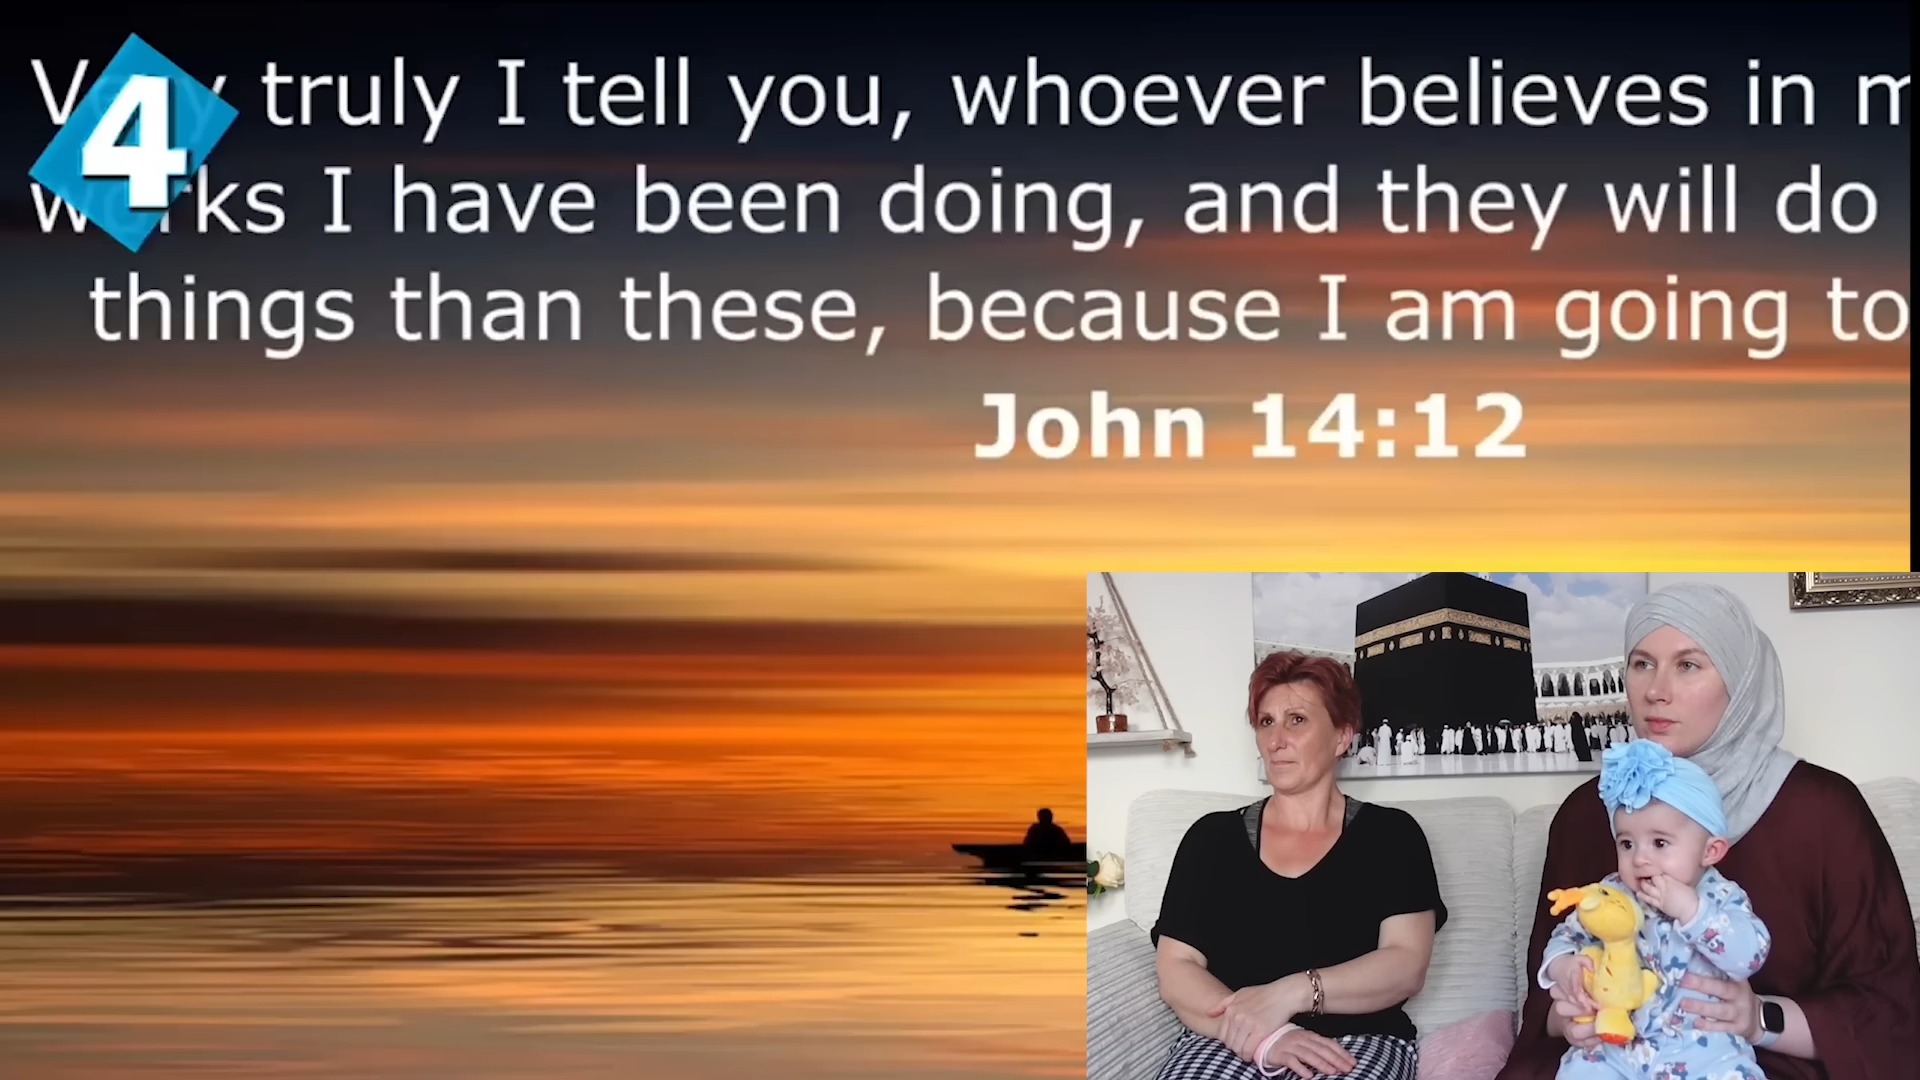 4
truly I tell you, whoever believes in
I have been doing, and they will do
things than these, because I am going to
John 14:12